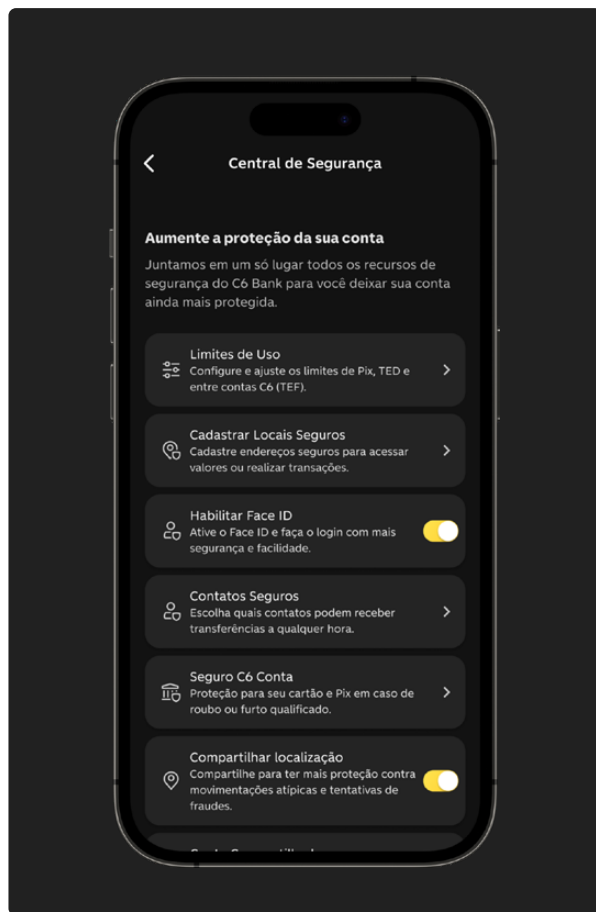 Central de Segurança
Aumente a proteção da sua conta
Juntamos em um só lugar todos os recursos de
segurança do C6 Bank para você deixar sua conta
ainda mais protegida.
Limites de Uso
Configure e ajuste os limites de Pix, TED e
entre contas C6 (TEF).
Cadastrar Locais Seguros
Cadastre endereços seguros para acessar
valores ou realizar transações.
Habilitar Face ID
Ative o Face ID e faça o login com mais
segurança e facilidade.
Contatos Seguros
Escolha quais contatos podem receber
transferências a qualquer hora.
Seguro C6 Conta
Proteção para seu cartão e Pix em caso de
roubo ou furto qualificado.
Compartilhar localização
Compartilhe para ter mais proteção contra
movimentações atípicas e tentativas de
fraudes.